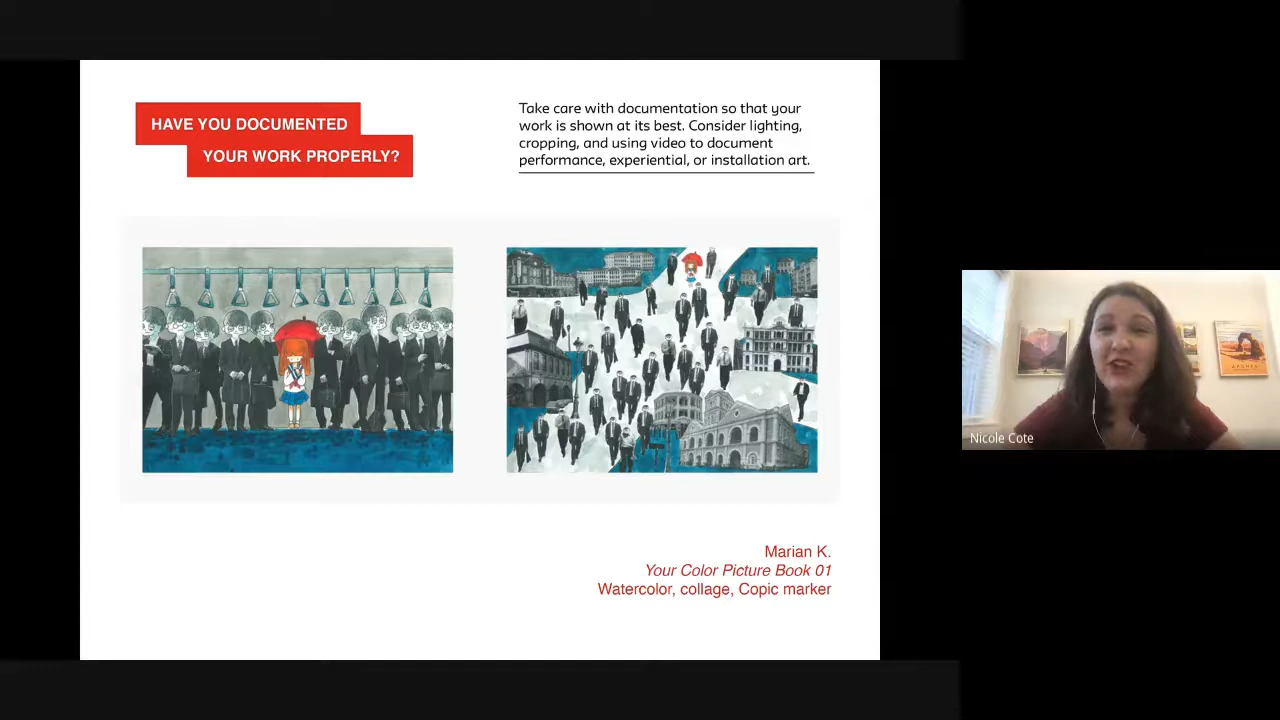 HAVE YOU DOCUMENTED
YOUR WORK PROPERLY?
Take care with documentation so that your
work is shown at its best. Consider lighting,
cropping, and using video to document
performance, experiential, or installation art.
Marian K.
Your Color Picture Book 01
Watercolor, collage, Copic marker
Nicole Cote